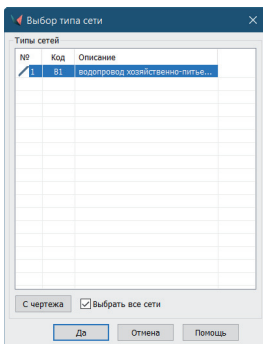 Выбор типа сети
Типы сетей
№ Код Описание
1 В1 водопровод хозяйственно-питье...
С чертежа Выбрать все сети
Да Отмена Помощь